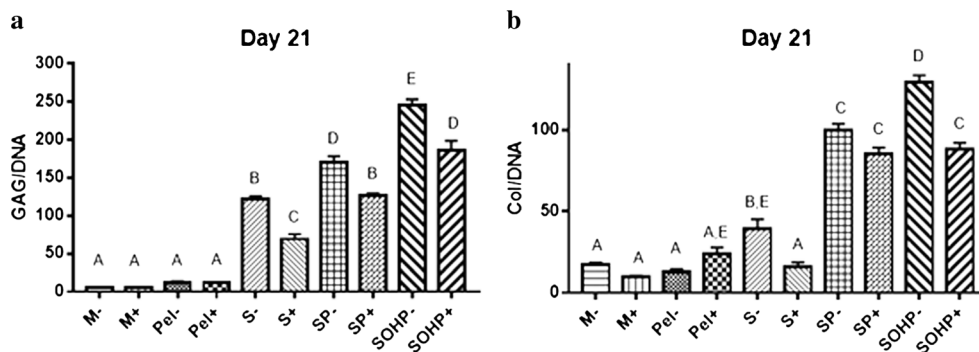 a
Day 21
GAG/DNA
300
250
200
150
100
50
0
A A A A B C D B E D
M- M+ Pel- Pel+ S- S+ SP- SP+ SOHP- SOHP+
b
Day 21
Col/DNA
100
50
0
A A A A,E B,E A C C D C
M- M+ Pel- Pel+ S- S+ SP- SP+ SOHP- SOHP+